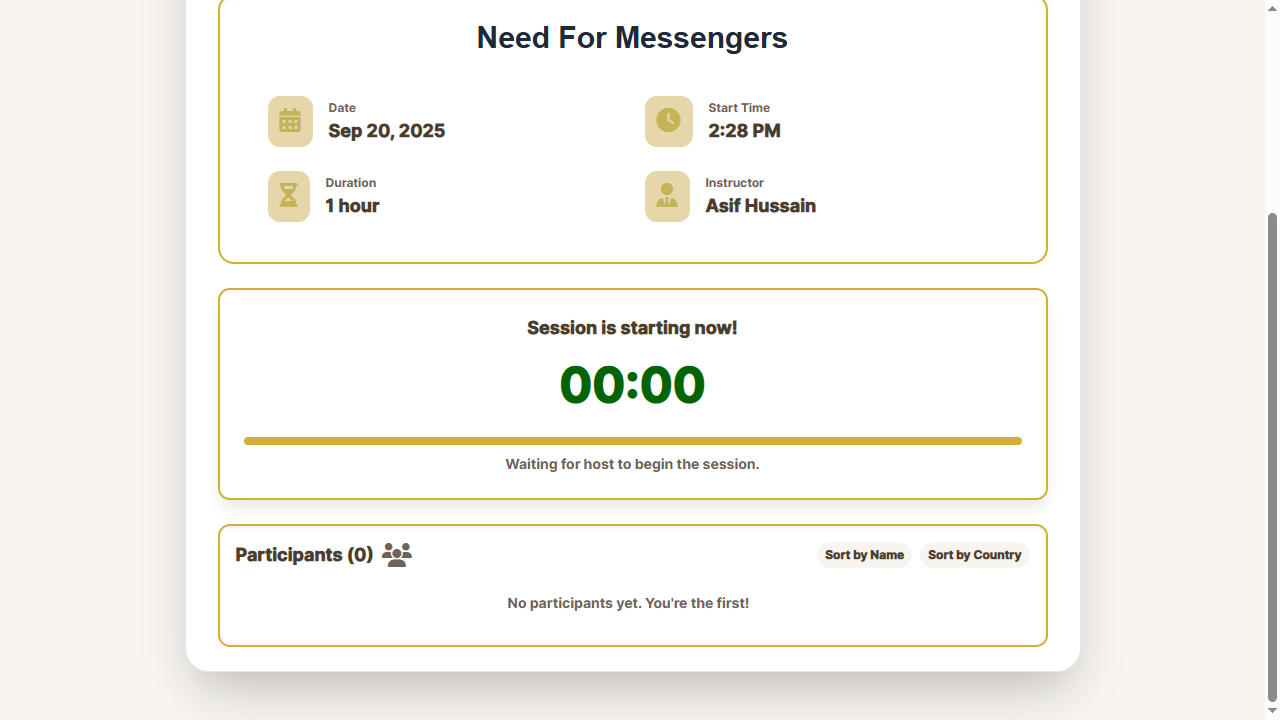 Need For Messengers
Date
Sep 20, 2025
Start Time
2:28 PM
Duration
1 hour
Instructor
Asif Hussain
Session is starting now!
00:00
Waiting for host to begin the session.
Participants (0)
Sort by Name
Sort by Country
No participants yet. You're the first!